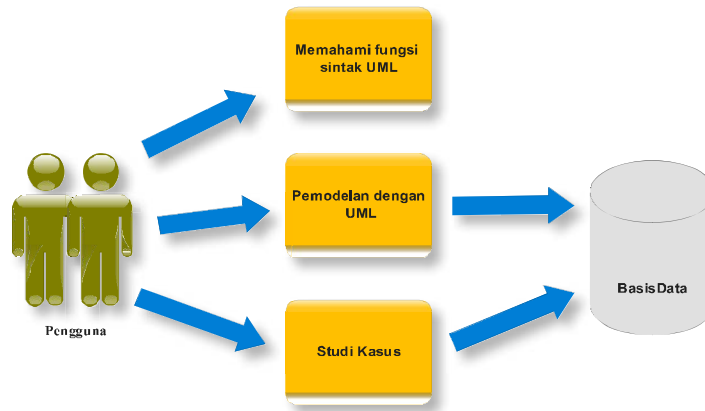 Memahami fungsi
sintak UML
Pemodelan dengan
UML
BasisData
Pengguna
Studi Kasus